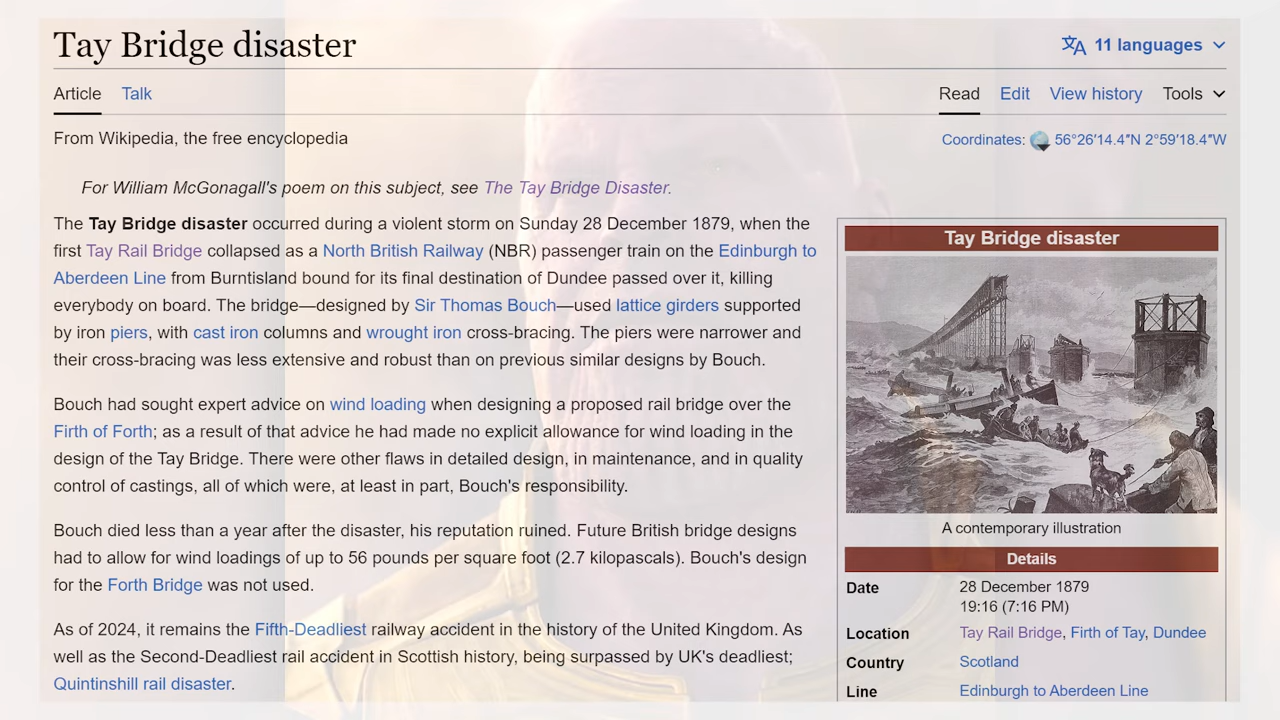 Tay Bridge disaster
11 languages
Article Talk
Read Edit View history Tools
From Wikipedia, the free encyclopedia
Coordinates: 56°26′14.4″N 2°59′18.4″W
For William McGonagall's poem on this subject, see The Tay Bridge Disaster.
The Tay Bridge disaster occurred during a violent storm on Sunday 28 December 1879, when the
first Tay Rail Bridge collapsed as a North British Railway (NBR) passenger train on the Edinburgh to
Aberdeen Line from Burntisland bound for its final destination of Dundee passed over it, killing
everybody on board. The bridge—designed by Sir Thomas Bouch—used lattice girders supported
by iron piers, with cast iron columns and wrought iron cross-bracing. The piers were narrower and
their cross-bracing was less extensive and robust than on previous similar designs by Bouch.
Bouch had sought expert advice on wind loading when designing a proposed rail bridge over the
Firth of Forth; as a result of that advice he had made no explicit allowance for wind loading in the
design of the Tay Bridge. There were other flaws in detailed design, in maintenance, and in quality
control of castings, all of which were, at least in part, Bouch's responsibility.
Bouch died less than a year after the disaster, his reputation ruined. Future British bridge designs
had to allow for wind loadings of up to 56 pounds per square foot (2.7 kilopascals). Bouch's design
for the Forth Bridge was not used.
As of 2024, it remains the Fifth-Deadliest railway accident in the history of the United Kingdom. As
well as the Second-Deadliest rail accident in Scottish history, being surpassed by UK's deadliest;
Quintinshill rail disaster.
Tay Bridge disaster
A contemporary illustration
Details
Date 28 December 1879
19:16 (7:16 PM)
Location Tay Rail Bridge, Firth of Tay, Dundee
Country Scotland
Line Edinburgh to Aberdeen Line